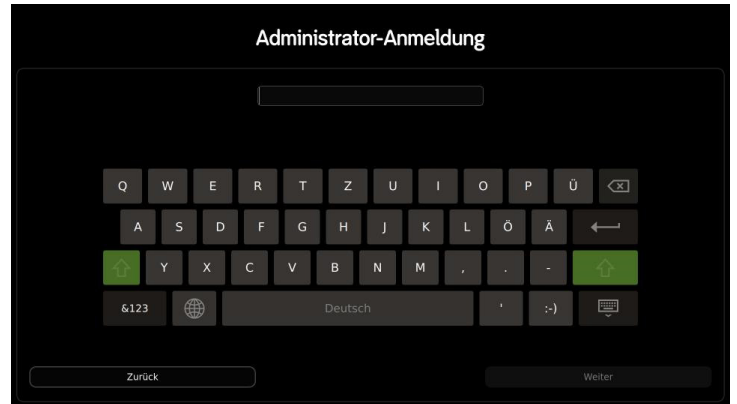 Administrator-Anmeldung
Q W E R T Z U I O P Ü
A S D F G H J K L Ö Ä
Y X C V B N M , . -
&123 Deutsch ' :-)
Zurück Weiter